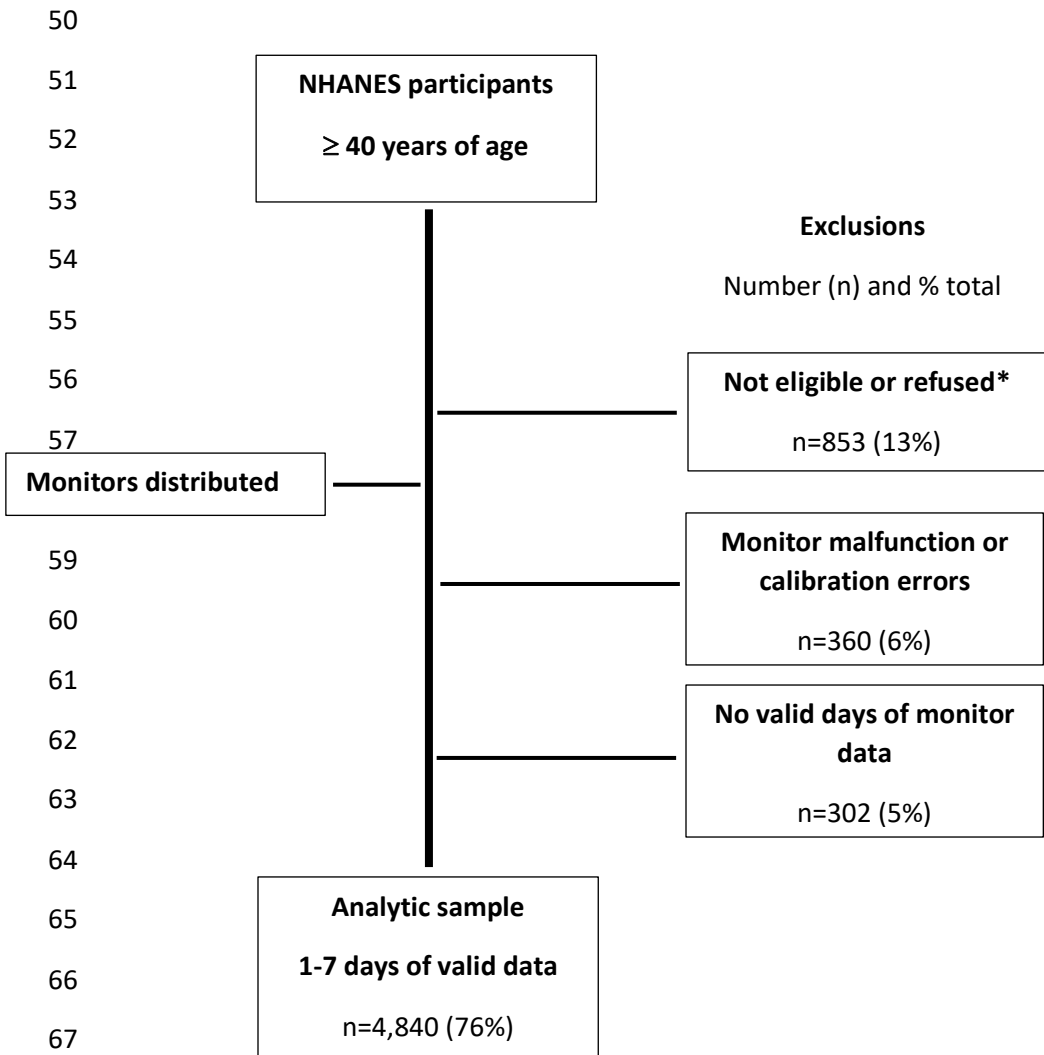 50
51
52
53
54
55
56
57
59
60
61
62
63
64
65
66
67
NHANES participants
≥ 40 years of age
Exclusions
Number (n) and % total
Not eligible or refused*
n=853 (13%)
Monitors distributed
Monitor malfunction or
calibration errors
n=360 (6%)
No valid days of monitor
data
n=302 (5%)
Analytic sample
1-7 days of valid data
n=4,840 (76%)